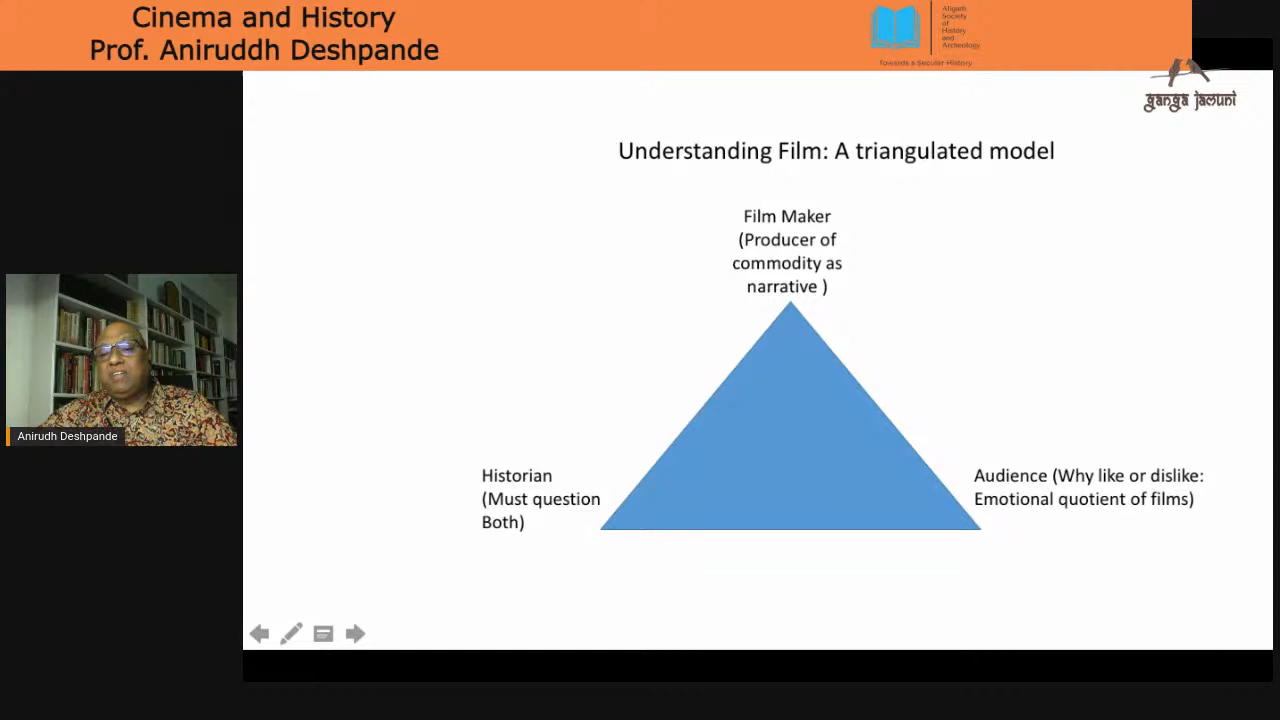 Cinema and History
Prof. Aniruddh Deshpande
Aligarh
Society
of
History
and
Archeology
Towards a Secular History
ganga jamuni
Understanding Film: A triangulated model
Film Maker
(Producer of
commodity as
narrative )
Historian
(Must question
Both)
Audience (Why like or dislike:
Emotional quotient of films)
Anirudh Deshpande